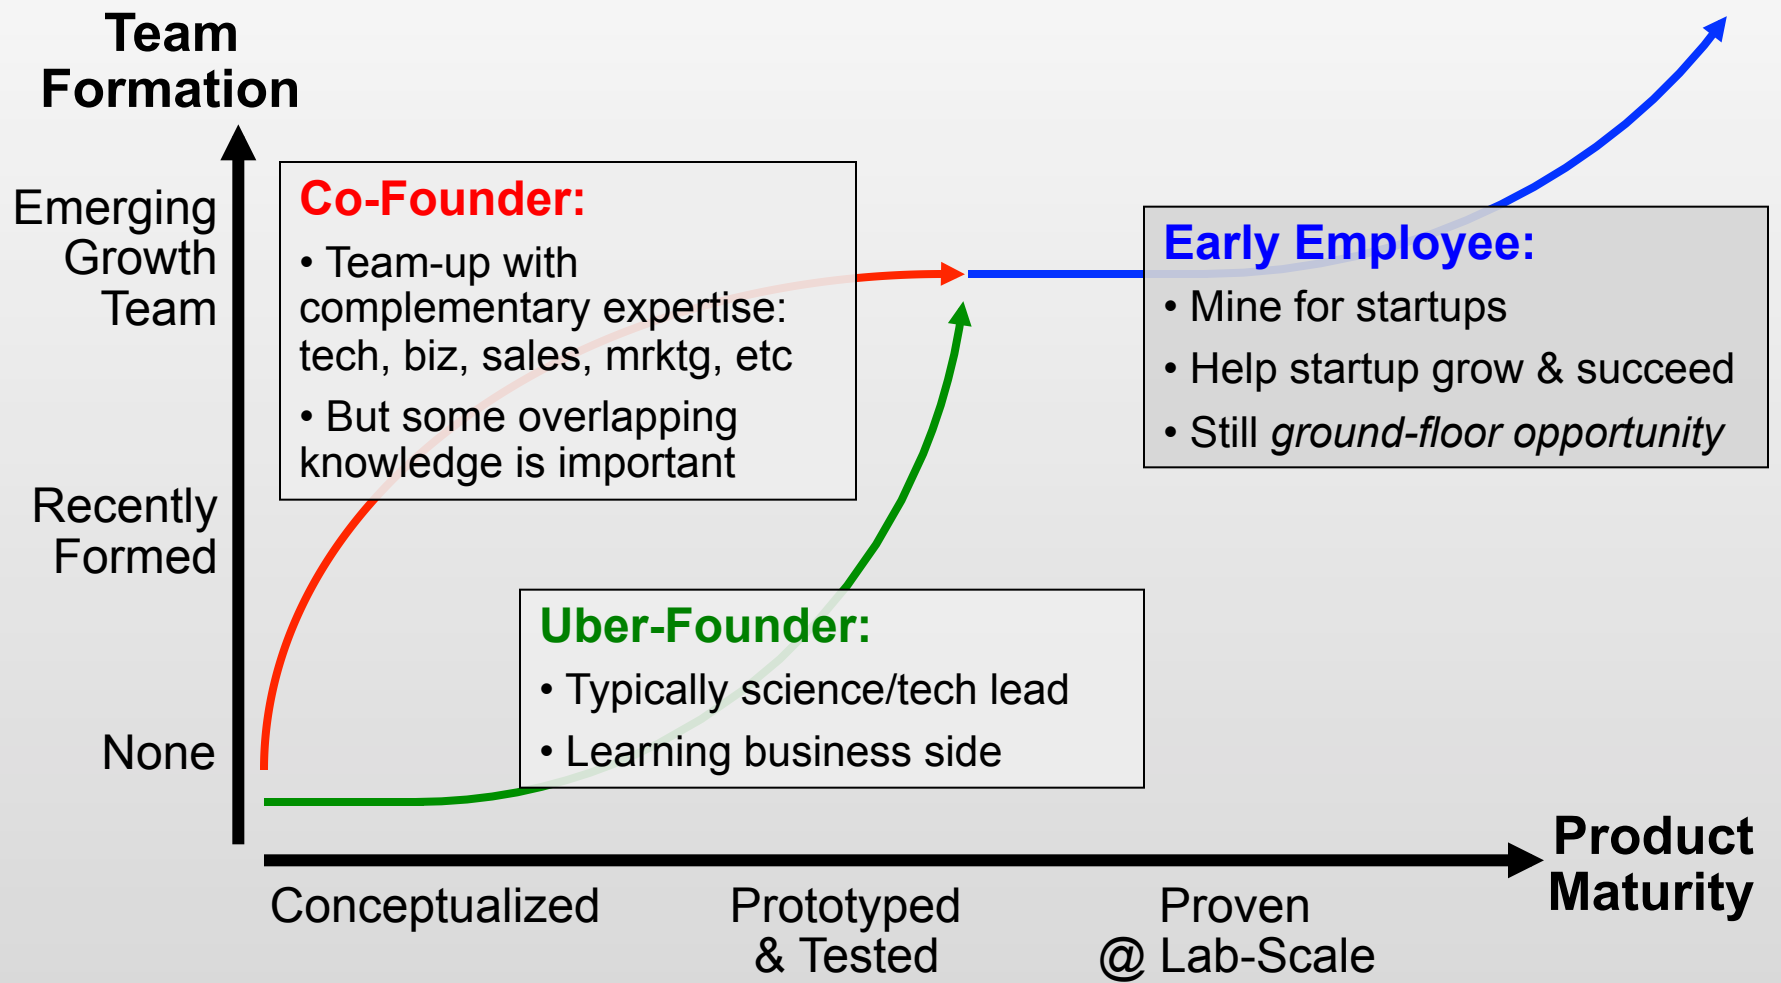 Team
Formation
Emerging
Growth
Team
Recently
Formed
None
Co-Founder:
• Team-up with
complementary expertise:
tech, biz, sales, mrktg, etc
• But some overlapping
knowledge is important
Early Employee:
• Mine for startups
• Help startup grow & succeed
• Still ground-floor opportunity
Uber-Founder:
• Typically science/tech lead
• Learning business side
Product
Maturity
Conceptualized
Prototyped
& Tested
Proven
@ Lab-Scale